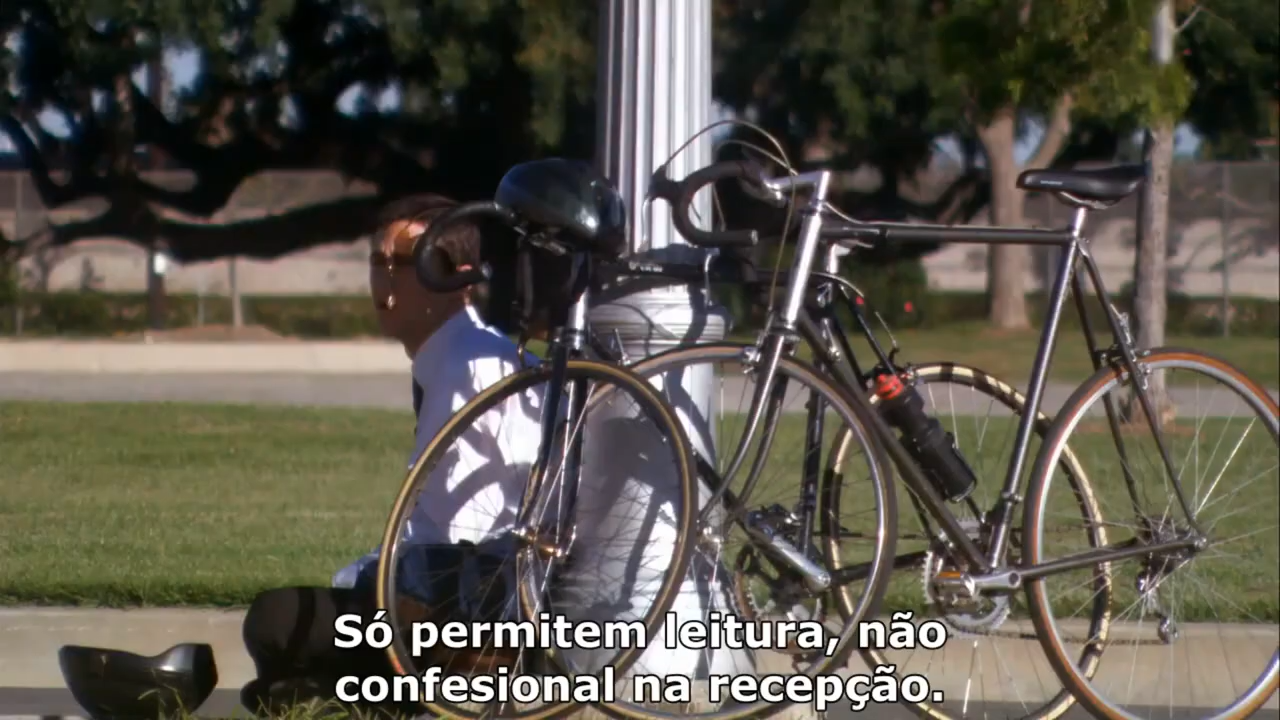 Só permitem leitura, não
confesional na recepção.